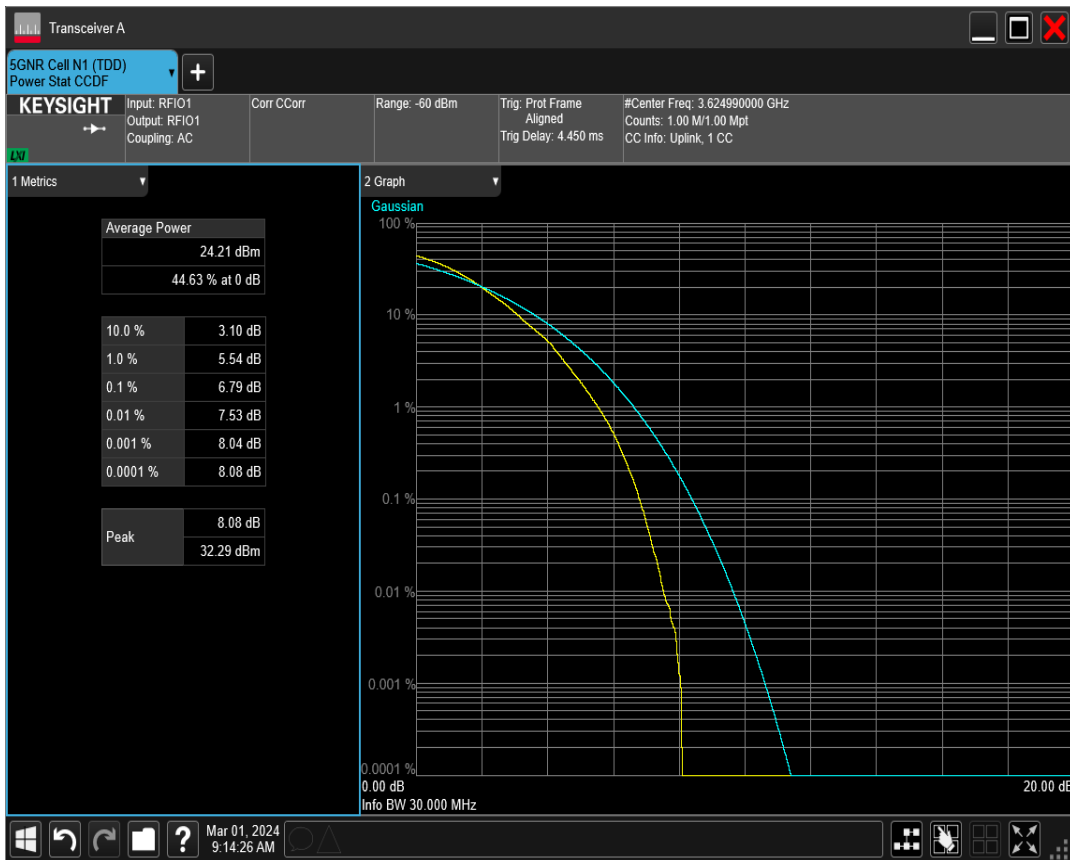 Transceiver A
5GNR Cell N1 (TDD)
Power Stat CCDF
+
KEYSIGHT
LXI
Input: RFIO1
Output: RFIO1
Coupling: AC
Corr CCorr
Range: -60 dBm
Trig: Prot Frame
Aligned
Trig Delay: 4.450 ms
#Center Freq: 3.624990000 GHz
Counts: 1.00 M/1.00 Mpt
CC Info: Uplink, 1 CC
1 Metrics
Average Power
24.21 dBm
44.63 % at 0 dB
10.0 % 3.10 dB
1.0 % 5.54 dB
0.1 % 6.79 dB
0.01 % 7.53 dB
0.001 % 8.04 dB
0.0001 % 8.08 dB
Peak
8.08 dB
32.29 dBm
2 Graph
Gaussian
100 %
10 %
1 %
0.1 %
0.01 %
0.001 %
0.0001 %
0.00 dB 20.00 dB
Info BW 30.000 MHz
?
Mar 01, 2024
9:14:26 AM